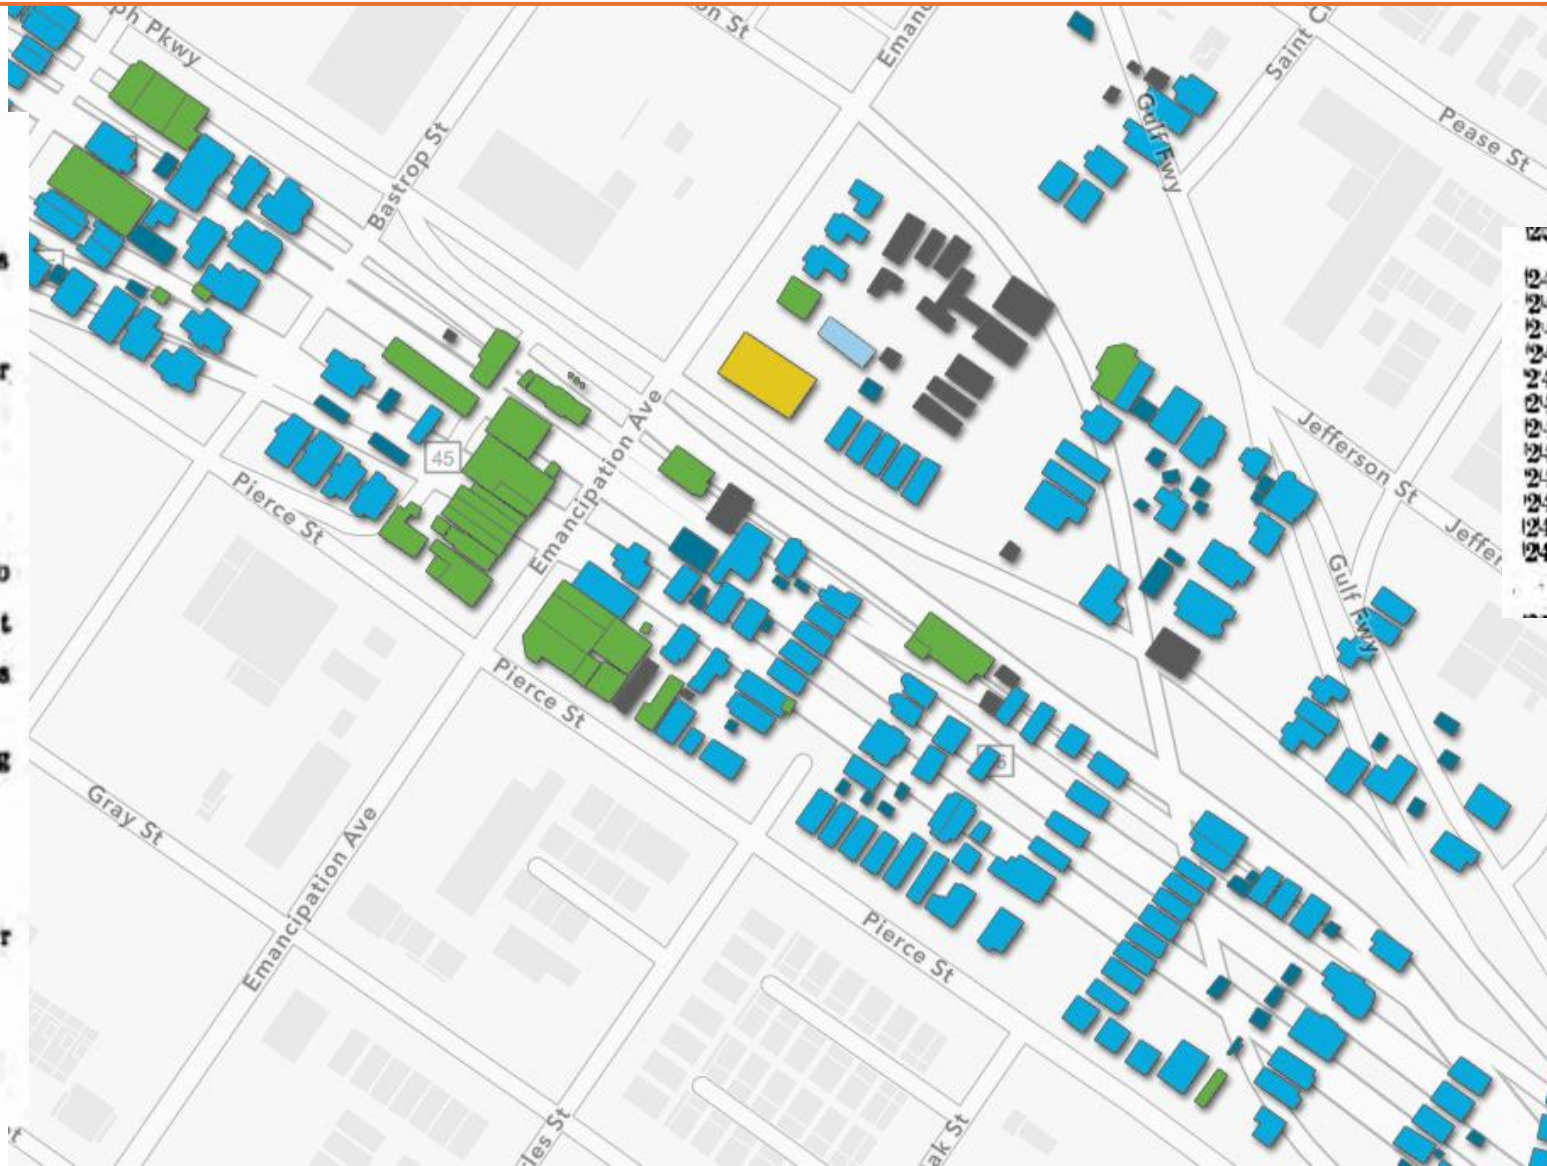 ph Pkwy
on St
Emanc
Saint C
Gulf Fwy
Pease St
Bastrop St
s
r
Jefferson St
45
Emancipation Ave
Pierce St
Jeffer
Gulf Fwy
t
s
Pierce St
g
Gray St
Emancipation Ave
Pierce St
r
les St
ak St